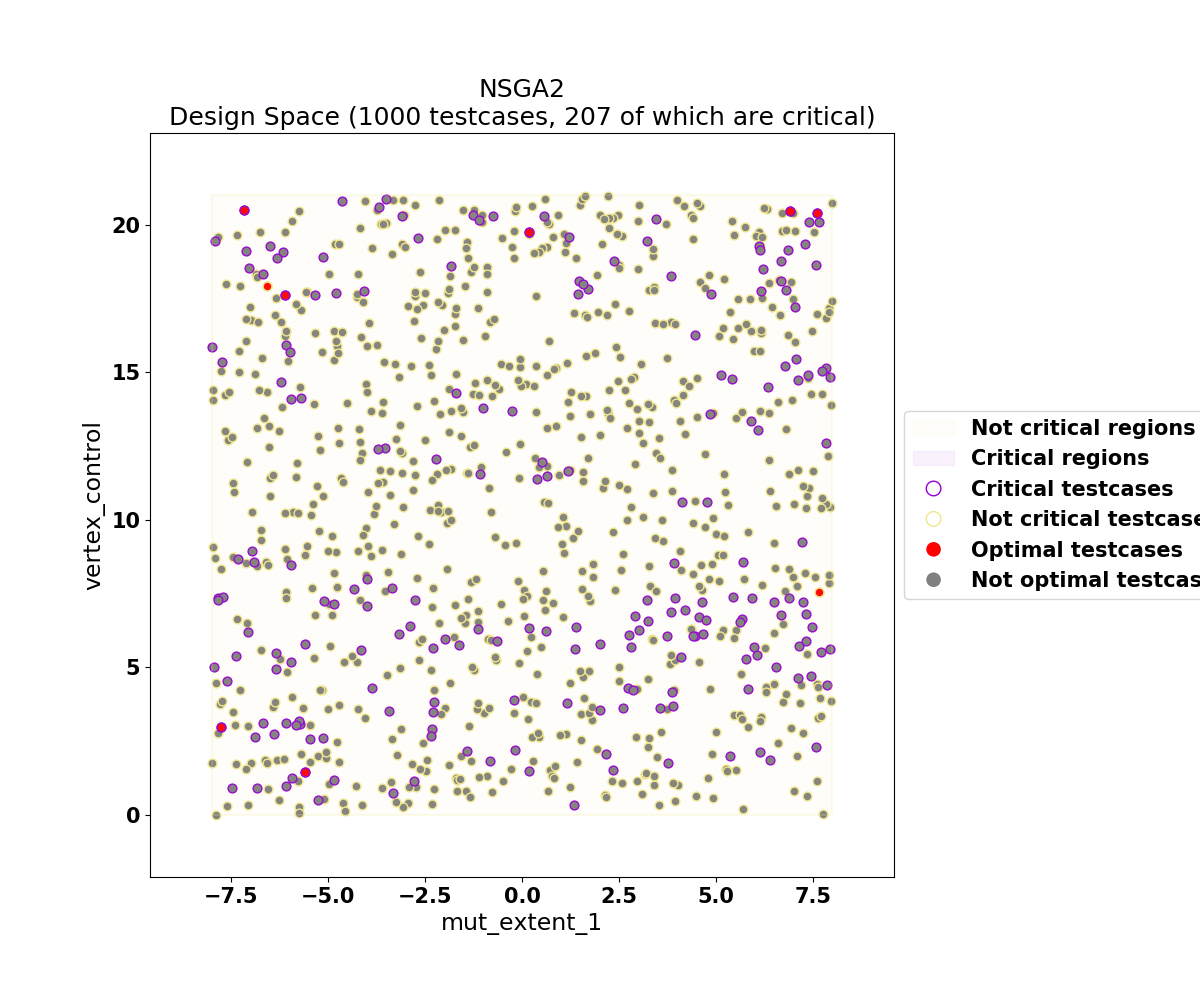 NSGA2
Design Space (1000 testcases, 207 of which are critical)
vertex_control
20
15
10
5
0
−7.5 −5.0 −2.5 0.0 2.5 5.0 7.5
mut_extent_1
Not critical regions
Critical regions
Critical testcases
Not critical testcase
Optimal testcases
Not optimal testcas